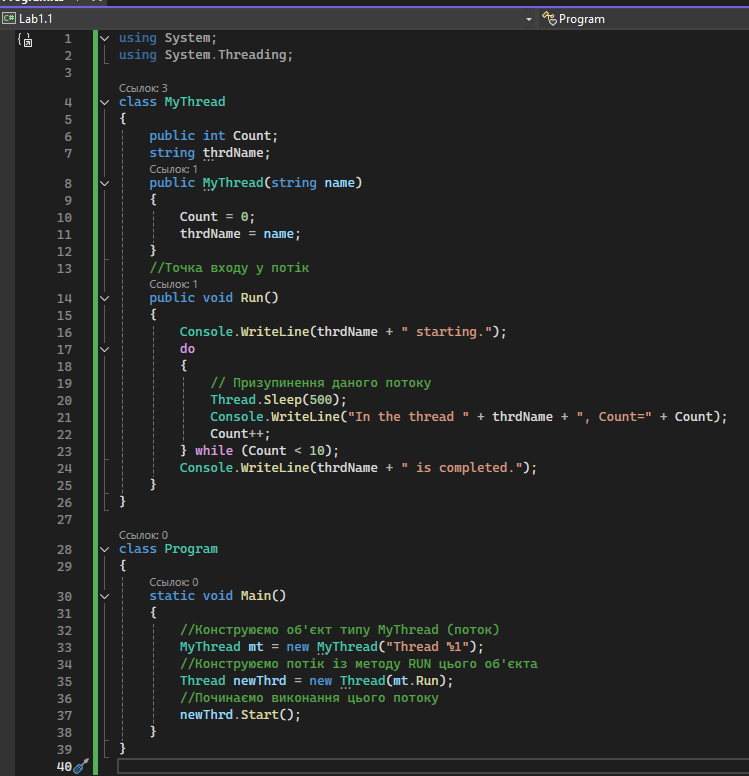 Lab1.1 Program
1 using System;
2 using System.Threading;
3
Ссылок: 3
4 class MyThread
5 {
6 public int Count;
7 string thrdName;
Ссылок: 1
8 public MyThread(string name)
9 {
10 Count = 0;
11 thrdName = name;
12 }
13 //Точка входу у потік
Ссылок: 1
14 public void Run()
15 {
16 Console.WriteLine(thrdName + " starting.");
17 do
18 {
19 // Призупинення даного потоку
20 Thread.Sleep(500);
21 Console.WriteLine("In the thread " + thrdName + ", Count=" + Count);
22 Count++;
23 } while (Count < 10);
24 Console.WriteLine(thrdName + " is completed.");
25 }
26 }
27
Ссылок: 0
28 class Program
29 {
Ссылок: 0
30 static void Main()
31 {
32 //Конструюємо об'єкт типу MyThread (поток)
33 MyThread mt = new MyThread("Thread %1");
34 //Конструюємо потік із методу RUN цього об'єкта
35 Thread newThrd = new Thread(mt.Run);
36 //Починаємо виконання цього потоку
37 newThrd.Start();
38 }
39 }
40